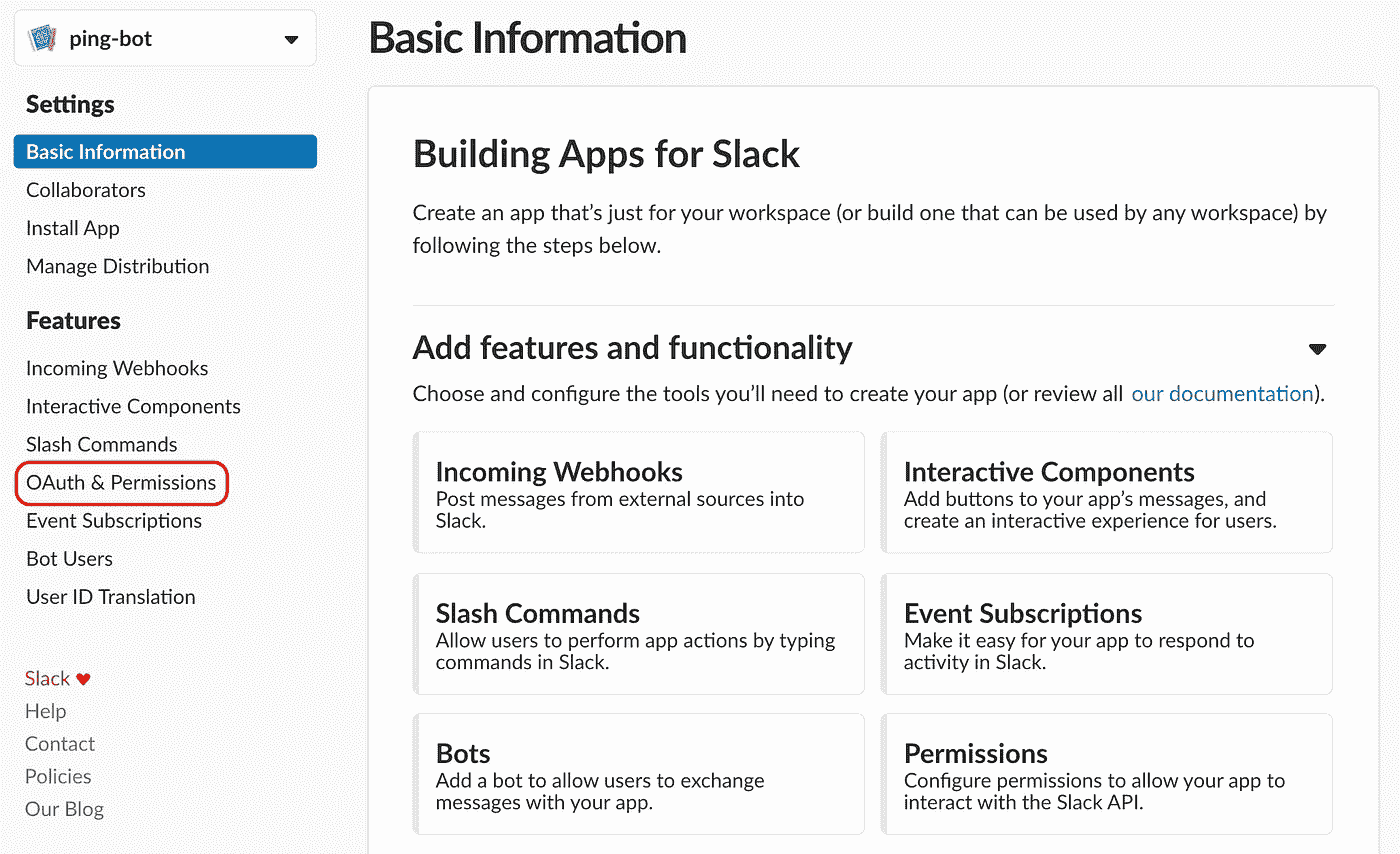 ping-bot
Settings
Basic Information
Collaborators
Install App
Manage Distribution
Features
Incoming Webhooks
Interactive Components
Slash Commands
OAuth & Permissions
Event Subscriptions
Bot Users
User ID Translation
Slack ♥
Help
Contact
Policies
Our Blog
Basic Information
Building Apps for Slack
Create an app that’s just for your workspace (or build one that can be used by any workspace) by
following the steps below.
Add features and functionality
Choose and configure the tools you’ll need to create your app (or review all our documentation).
Incoming Webhooks
Post messages from external sources into
Slack.
Interactive Components
Add buttons to your app’s messages, and
create an interactive experience for users.
Slash Commands
Allow users to perform app actions by typing
commands in Slack.
Event Subscriptions
Make it easy for your app to respond to
activity in Slack.
Bots
Add a bot to allow users to exchange
messages with your app.
Permissions
Configure permissions to allow your app to
interact with the Slack API.